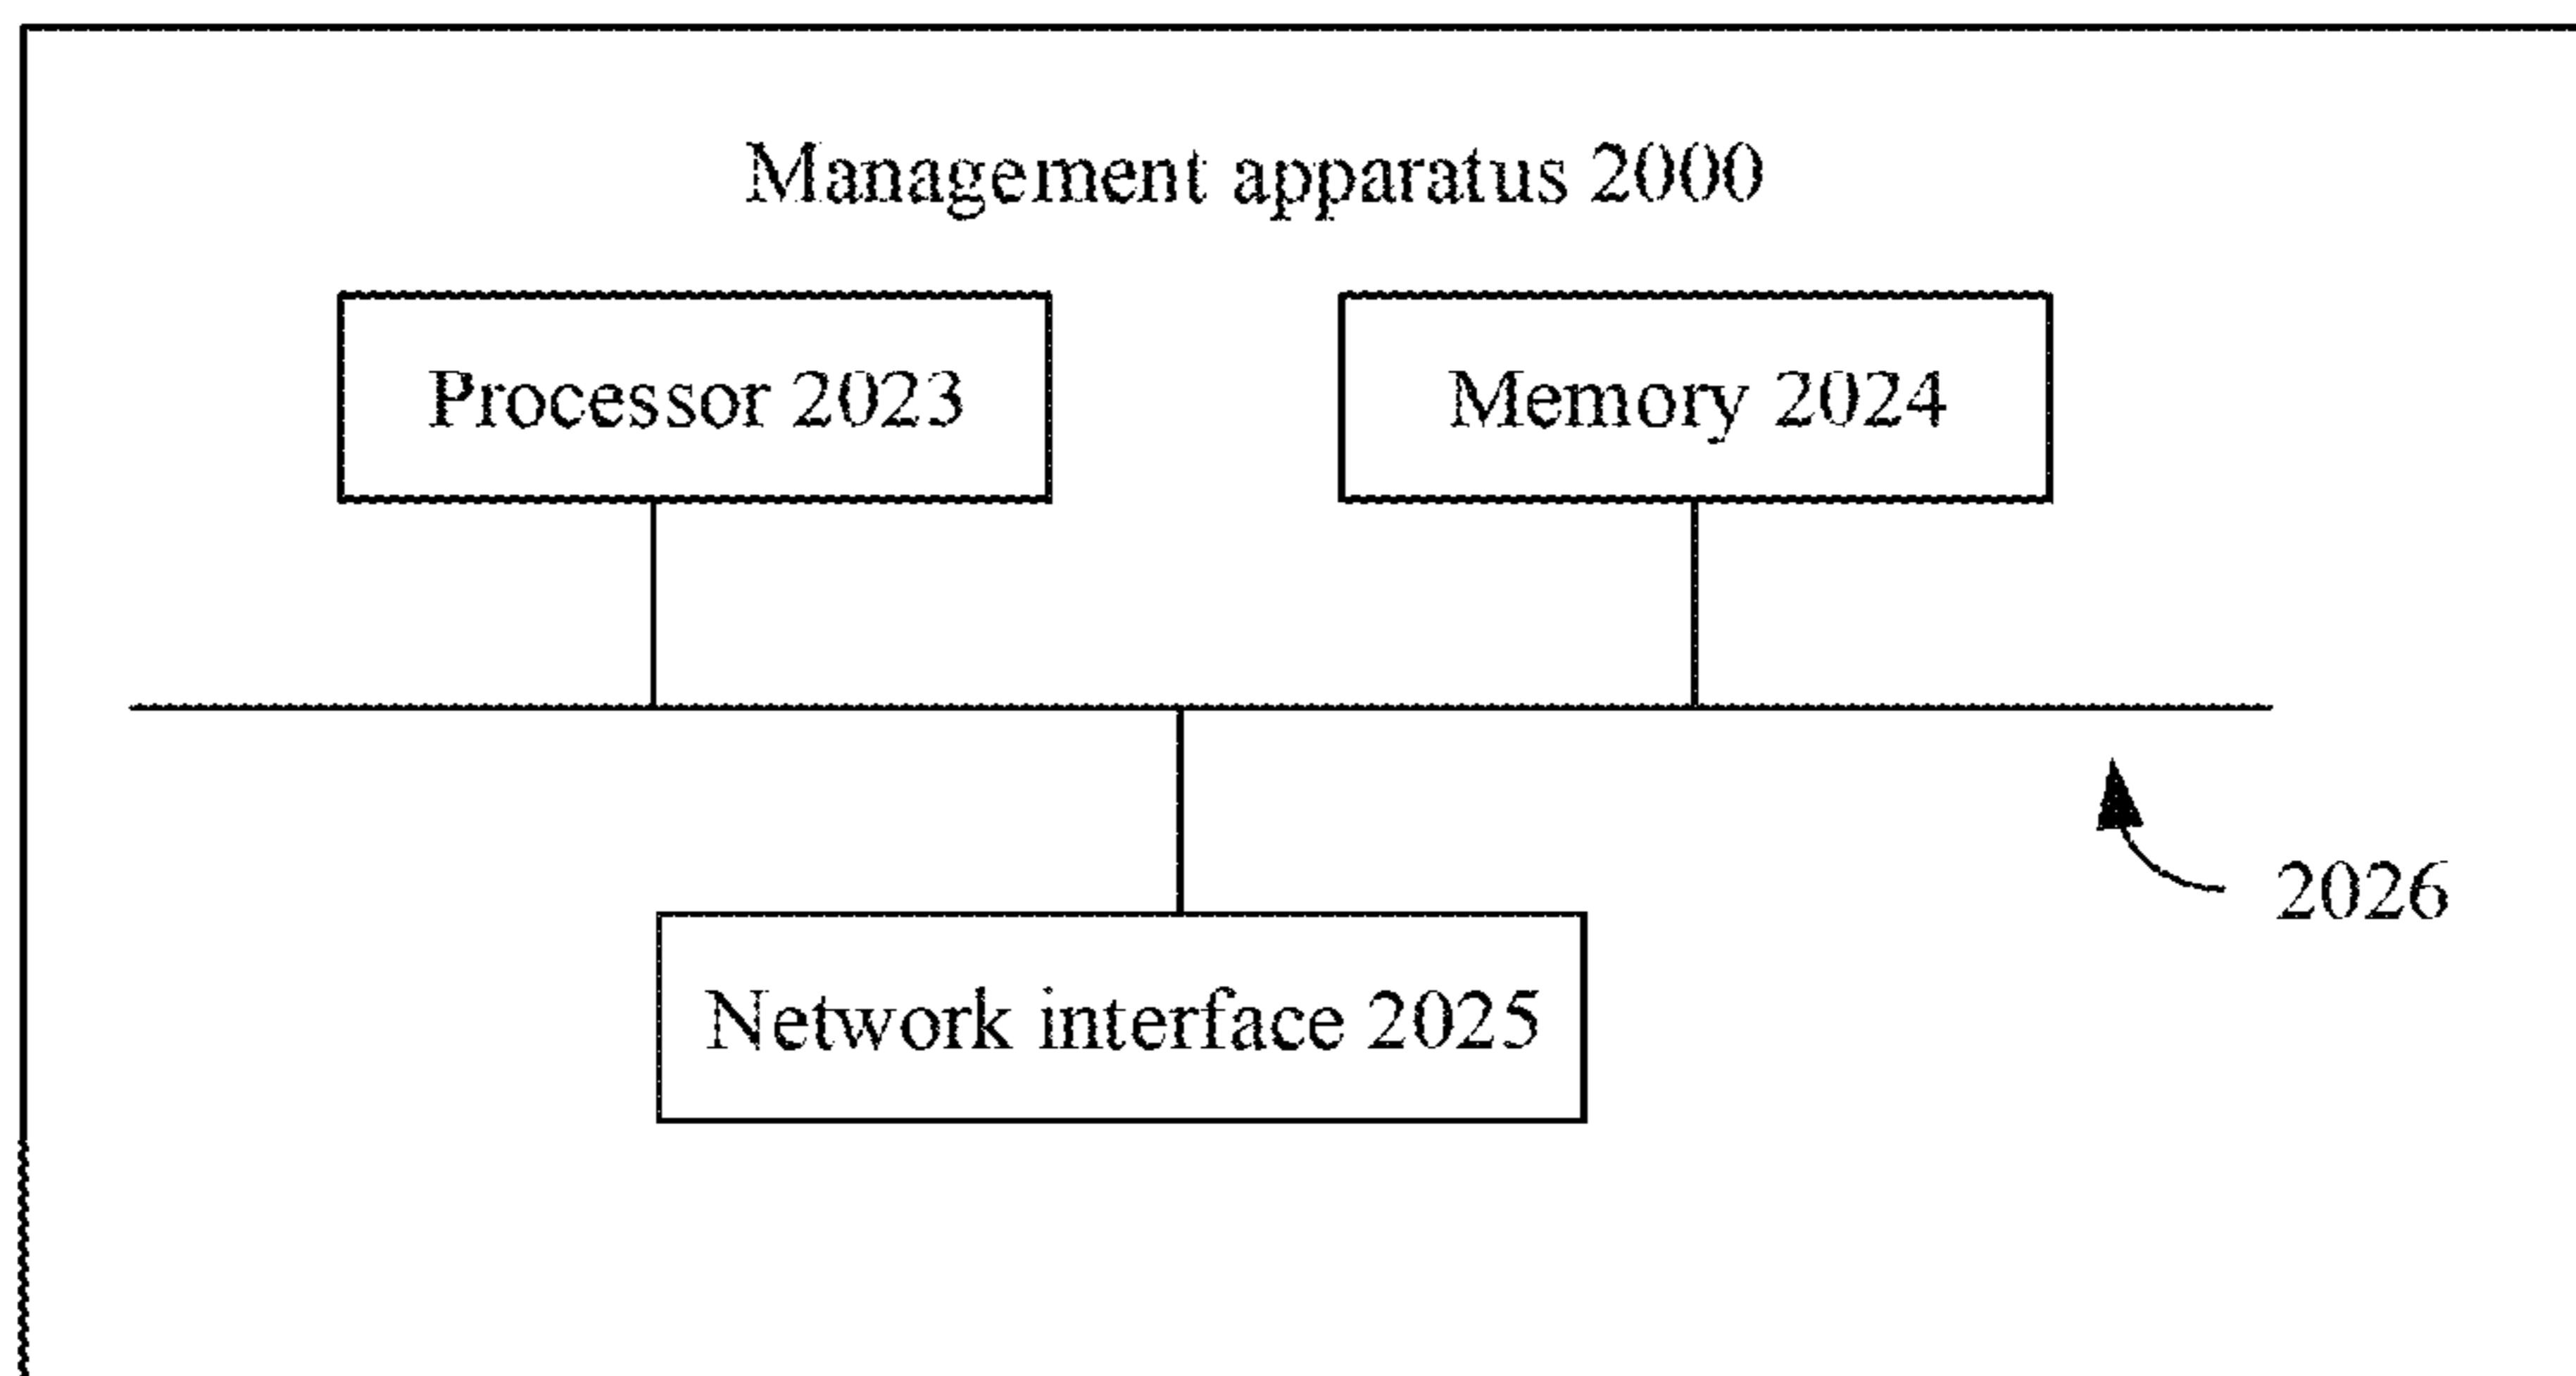 Management apparatus 2000
Processor 2023
Memory 2024
2026
Network interface 2025